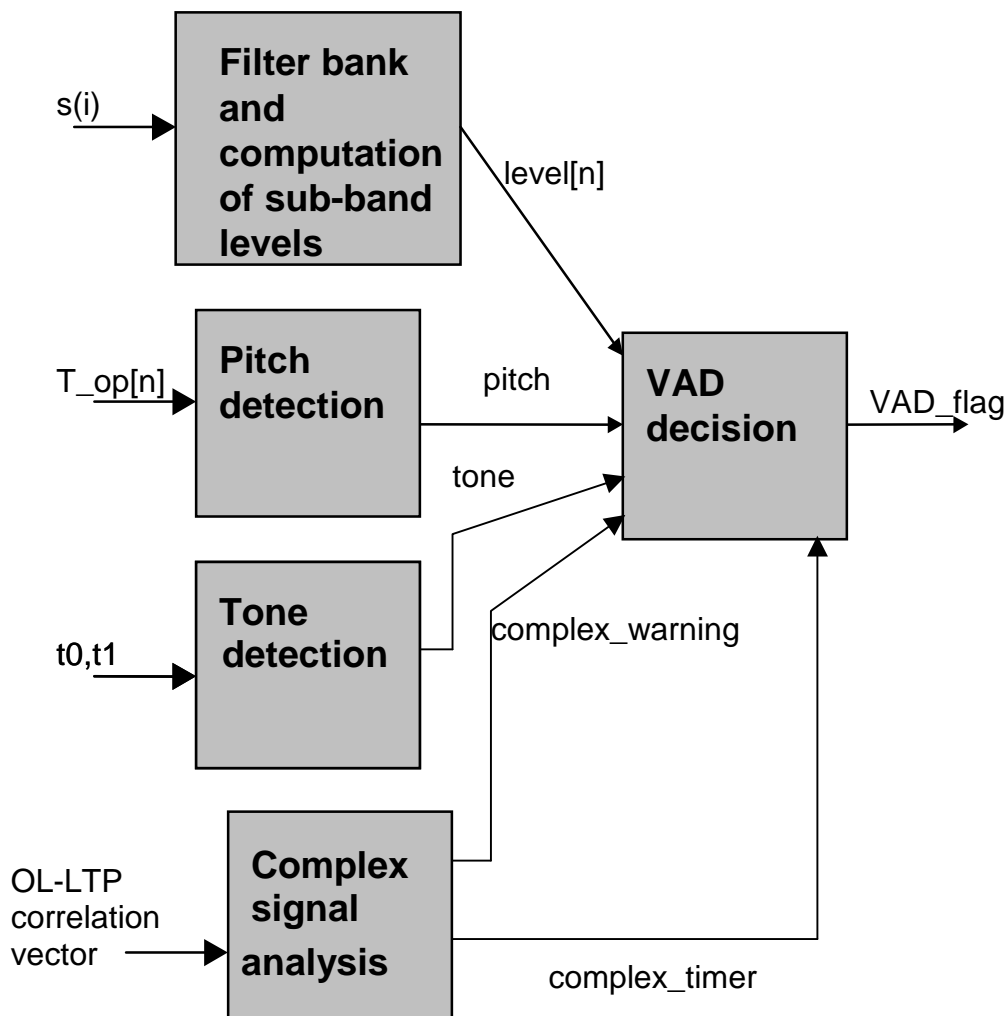 Filter bank
and
computation
of sub-band
levels
s(i)
level[n]
Pitch
detection
T_op[n]
pitch
VAD
decision
VAD_flag
tone
Tone
detection
t0,t1
complex_warning
Complex
signal
analysis
OL-LTP
correlation
vector
complex_timer